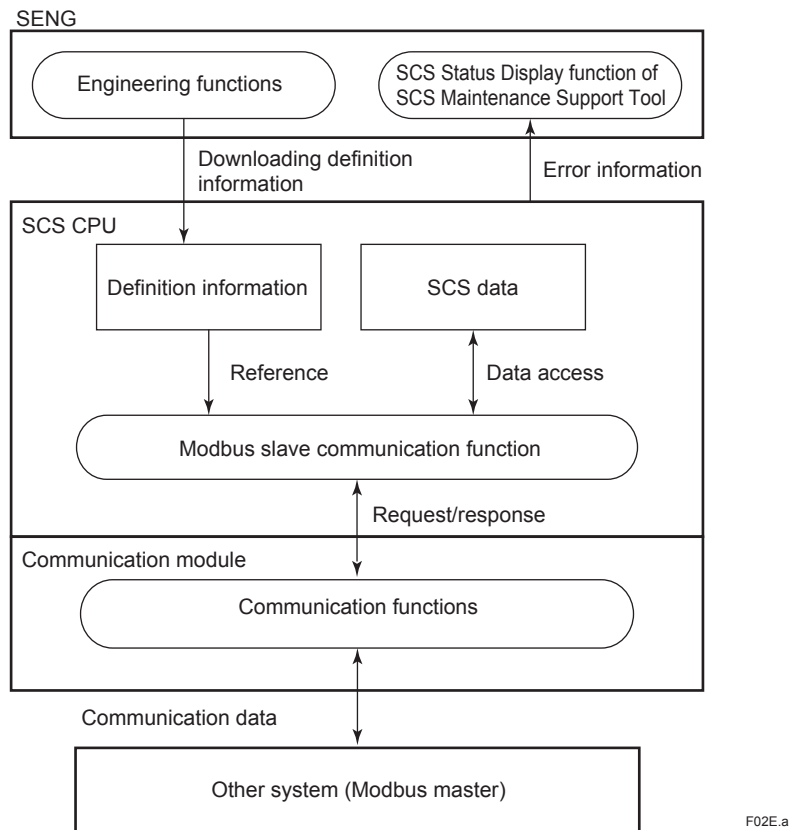 SENG
Engineering functions
SCS Status Display function of
SCS Maintenance Support Tool
Downloading definition
information
Error information
SCS CPU
Definition information
SCS data
Reference
Data access
Modbus slave communication function
Request/response
Communication module
Communication functions
Communication data
Other system (Modbus master)
F02E.a